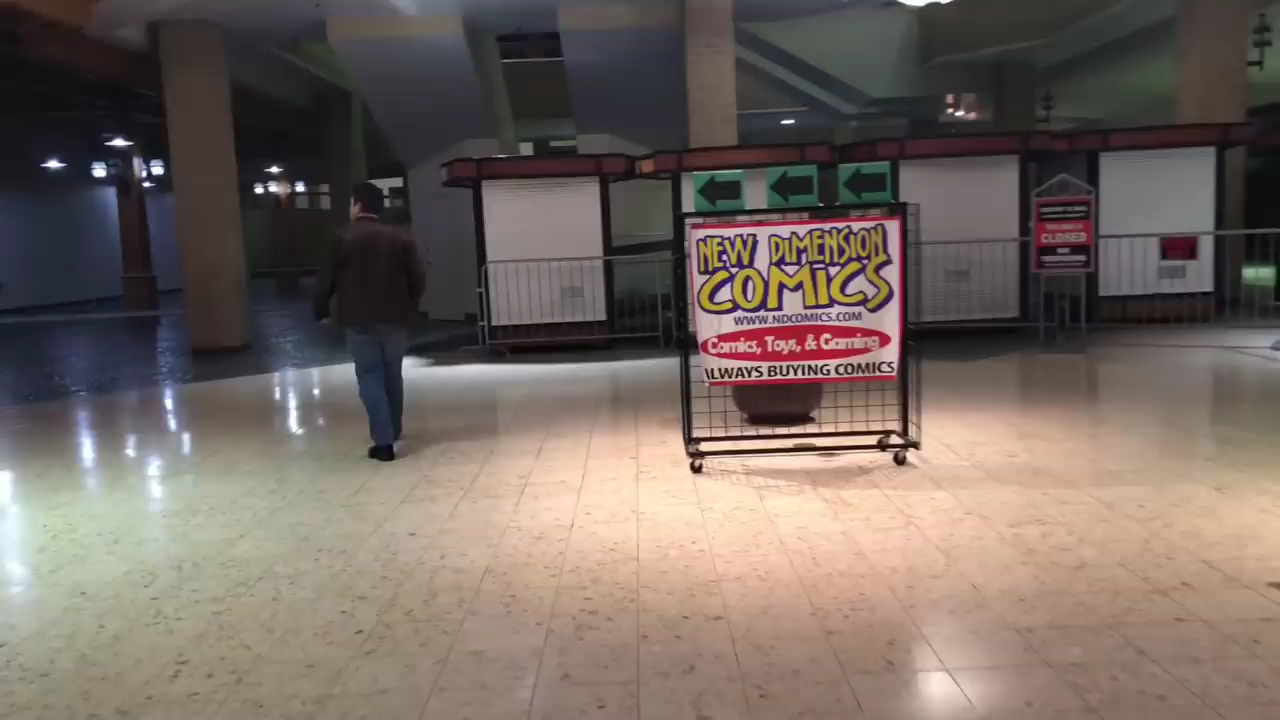 NEW DIMENSION
COMICS
WWW.NDCOMICS.COM
Comics, Toys, & Gaming
ALWAYS BUYING COMICS
CLOSED